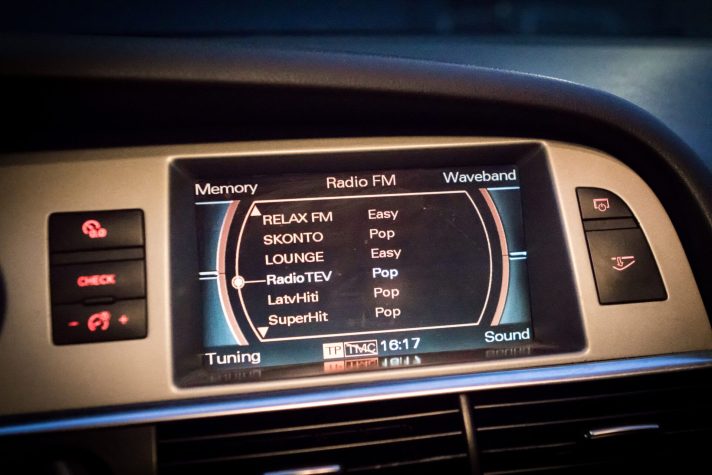 Memory Radio FM Waveband
RELAX FM Easy
SKONTO Pop
LOUNGE Easy
RadioTEV Pop
LatvHiti Pop
SuperHit Pop
Tuning TP TMC 16:17 Sound
CHECK
- +